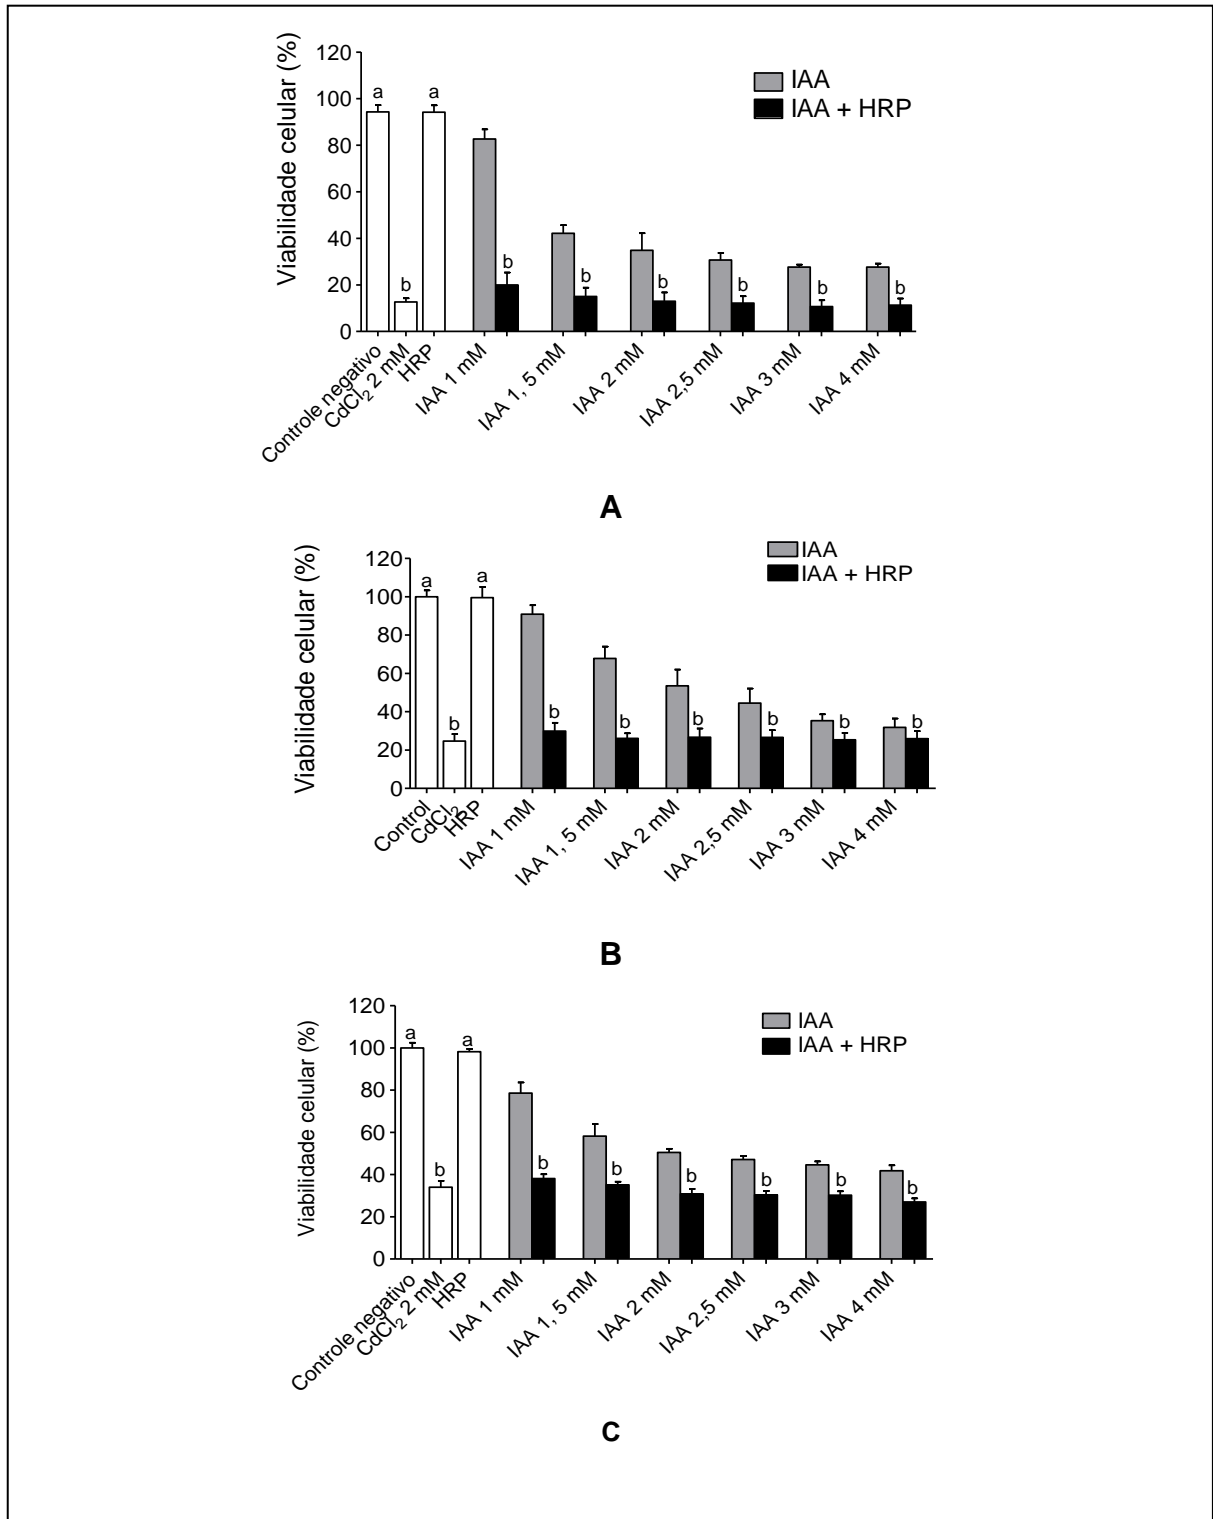 Viabilidade celular (%)
120
100
80
60
40
20
0
IAA
IAA + HRP
a
b
a
b
b
b
b
b
b
Controle negativo
CdCl2 2 mM
HRP
IAA 1 mM
IAA 1, 5 mM
IAA 2 mM
IAA 2,5 mM
IAA 3 mM
IAA 4 mM
A
Viabilidade celular (%)
120
100
80
60
40
20
0
IAA
IAA + HRP
a
b
a
b
b
b
b
b
b
Control
CdCl2
HRP
IAA 1 mM
IAA 1, 5 mM
IAA 2 mM
IAA 2,5 mM
IAA 3 mM
IAA 4 mM
B
Viabilidade celular (%)
120
100
80
60
40
20
0
IAA
IAA + HRP
a
b
a
b
b
b
b
b
b
Controle negativo
CdCl2 2 mM
HRP
IAA 1 mM
IAA 1, 5 mM
IAA 2 mM
IAA 2,5 mM
IAA 3 mM
IAA 4 mM
C